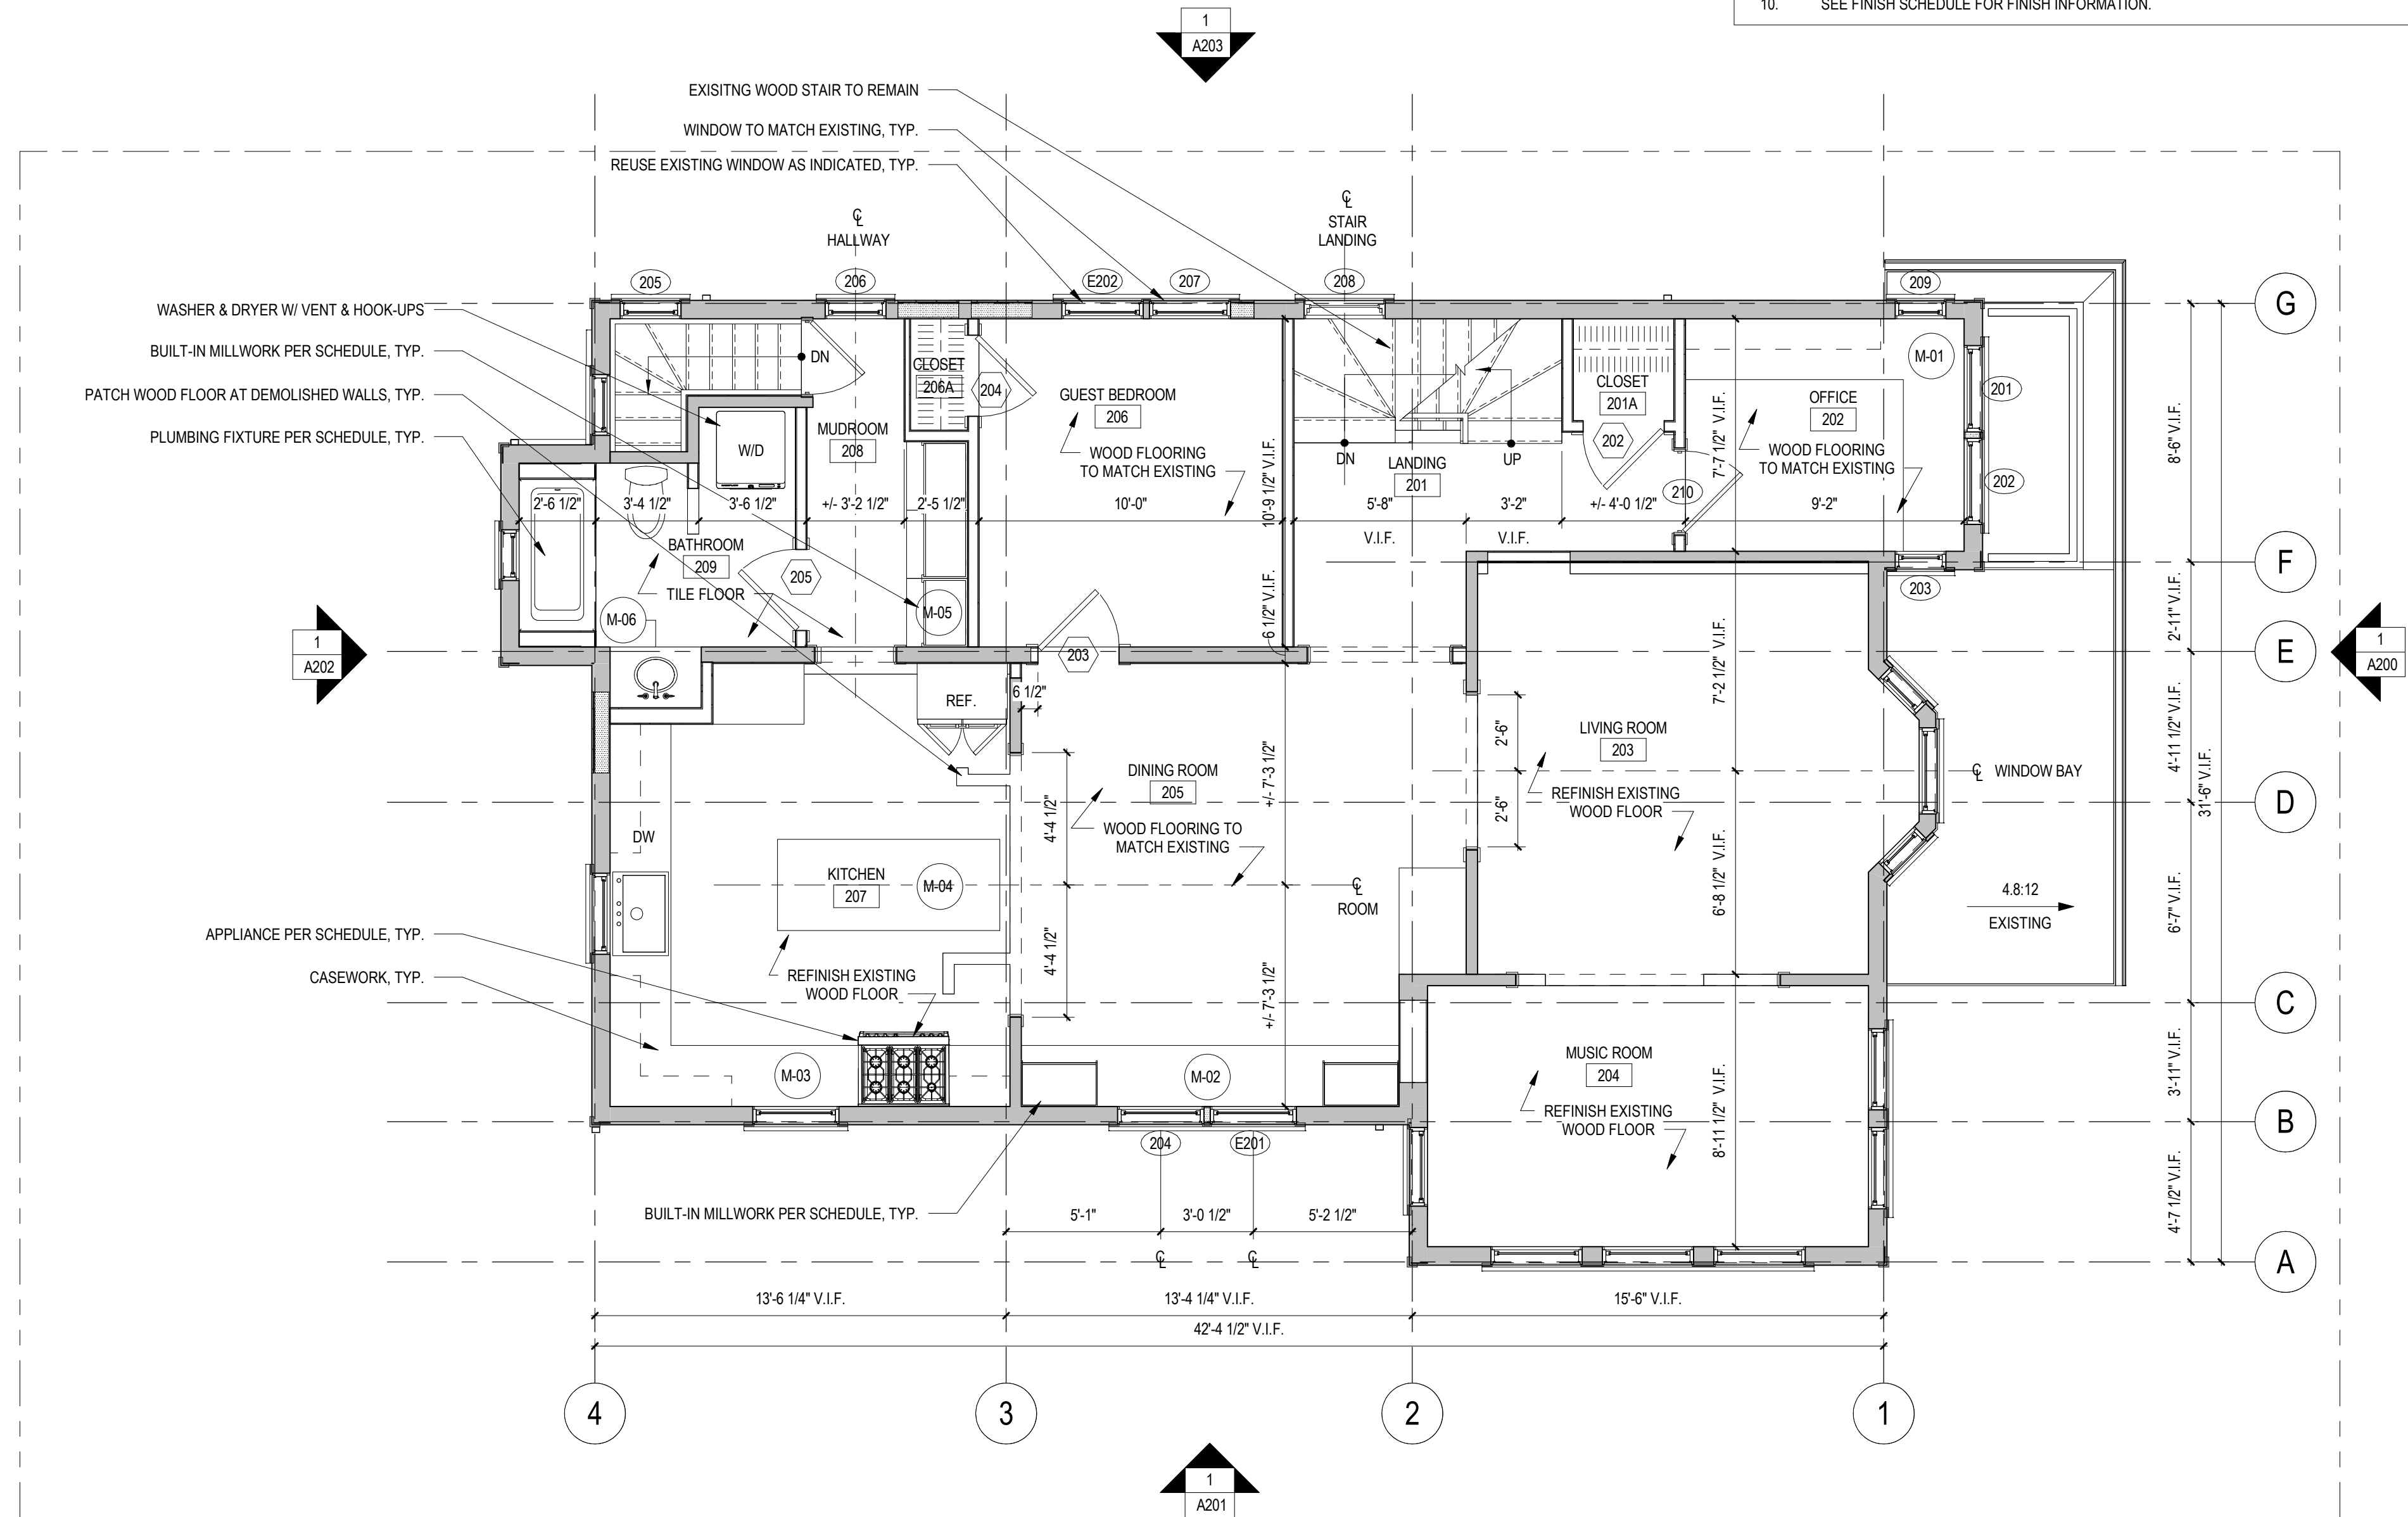 10. SEE FINISH SCHEDULE FOR FINISH INFORMATION.
1
A203
EXISITNG WOOD STAIR TO REMAIN
WINDOW TO MATCH EXISTING, TYP.
REUSE EXISTING WINDOW AS INDICATED, TYP.
℄
HALLWAY
℄
STAIR
LANDING
205
206
E202
207
208
209
G
WASHER & DRYER W/ VENT & HOOK-UPS
BUILT-IN MILLWORK PER SCHEDULE, TYP.
PATCH WOOD FLOOR AT DEMOLISHED WALLS, TYP.
PLUMBING FIXTURE PER SCHEDULE, TYP.
DN
CLOSET
206A
204
GUEST BEDROOM
206
WOOD FLOORING
TO MATCH EXISTING
MUDROOM
208
W/D
DN
LANDING
201
UP
CLOSET
201A
202
210
OFFICE
202
WOOD FLOORING
TO MATCH EXISTING
M-01
201
202
7'-7 1/2" V.I.F.
8'-6" V.I.F.
10'-9 1/2" V.I.F.
2'-6 1/2"
3'-4 1/2"
3'-6 1/2"
+/- 3'-2 1/2"
2'-5 1/2"
10'-0"
5'-8"
V.I.F.
3'-2"
V.I.F.
+/- 4'-0 1/2"
9'-2"
BATHROOM
209
TILE FLOOR
205
M-06
M-05
6 1/2" V.I.F.
203
203
F
2'-11" V.I.F.
E
1
A202
1
A200
REF.
6 1/2"
DINING ROOM
205
WOOD FLOORING TO
MATCH EXISTING
4'-4 1/2"
4'-4 1/2"
+/- 7'-3 1/2"
+/- 7'-3 1/2"
2'-6"
2'-6"
7'-2 1/2" V.I.F.
LIVING ROOM
203
REFINISH EXISTING
WOOD FLOOR
6'-8 1/2" V.I.F.
℄ WINDOW BAY
4'-11 1/2" V.I.F.
31'-6" V.I.F.
D
DW
KITCHEN
207
M-04
℄
ROOM
4.8:12
EXISTING
6'-7" V.I.F.
APPLIANCE PER SCHEDULE, TYP.
CASEWORK, TYP.
REFINISH EXISTING
WOOD FLOOR
C
M-03
M-02
MUSIC ROOM
204
REFINISH EXISTING
WOOD FLOOR
8'-11 1/2" V.I.F.
3'-11" V.I.F.
B
204
E201
4'-7 1/2" V.I.F.
BUILT-IN MILLWORK PER SCHEDULE, TYP.
5'-1"
3'-0 1/2"
5'-2 1/2"
℄
℄
A
13'-6 1/4" V.I.F.
13'-4 1/4" V.I.F.
15'-6" V.I.F.
42'-4 1/2" V.I.F.
4
3
2
1
1
A201